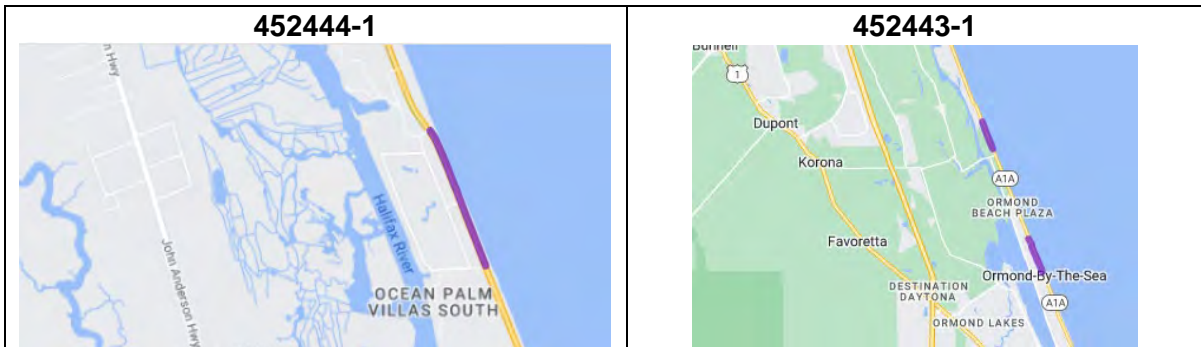 452444-1
n Hwy
John Anderson Hwy
Halifax River
OCEAN PALM
VILLAS SOUTH
452443-1
Bunnell
1
Dupont
Korona
A1A
ORMOND
BEACH PLAZA
Favoretta
Ormond-By-The-Sea
DESTINATION
DAYTONA
A1A
ORMOND LAKES